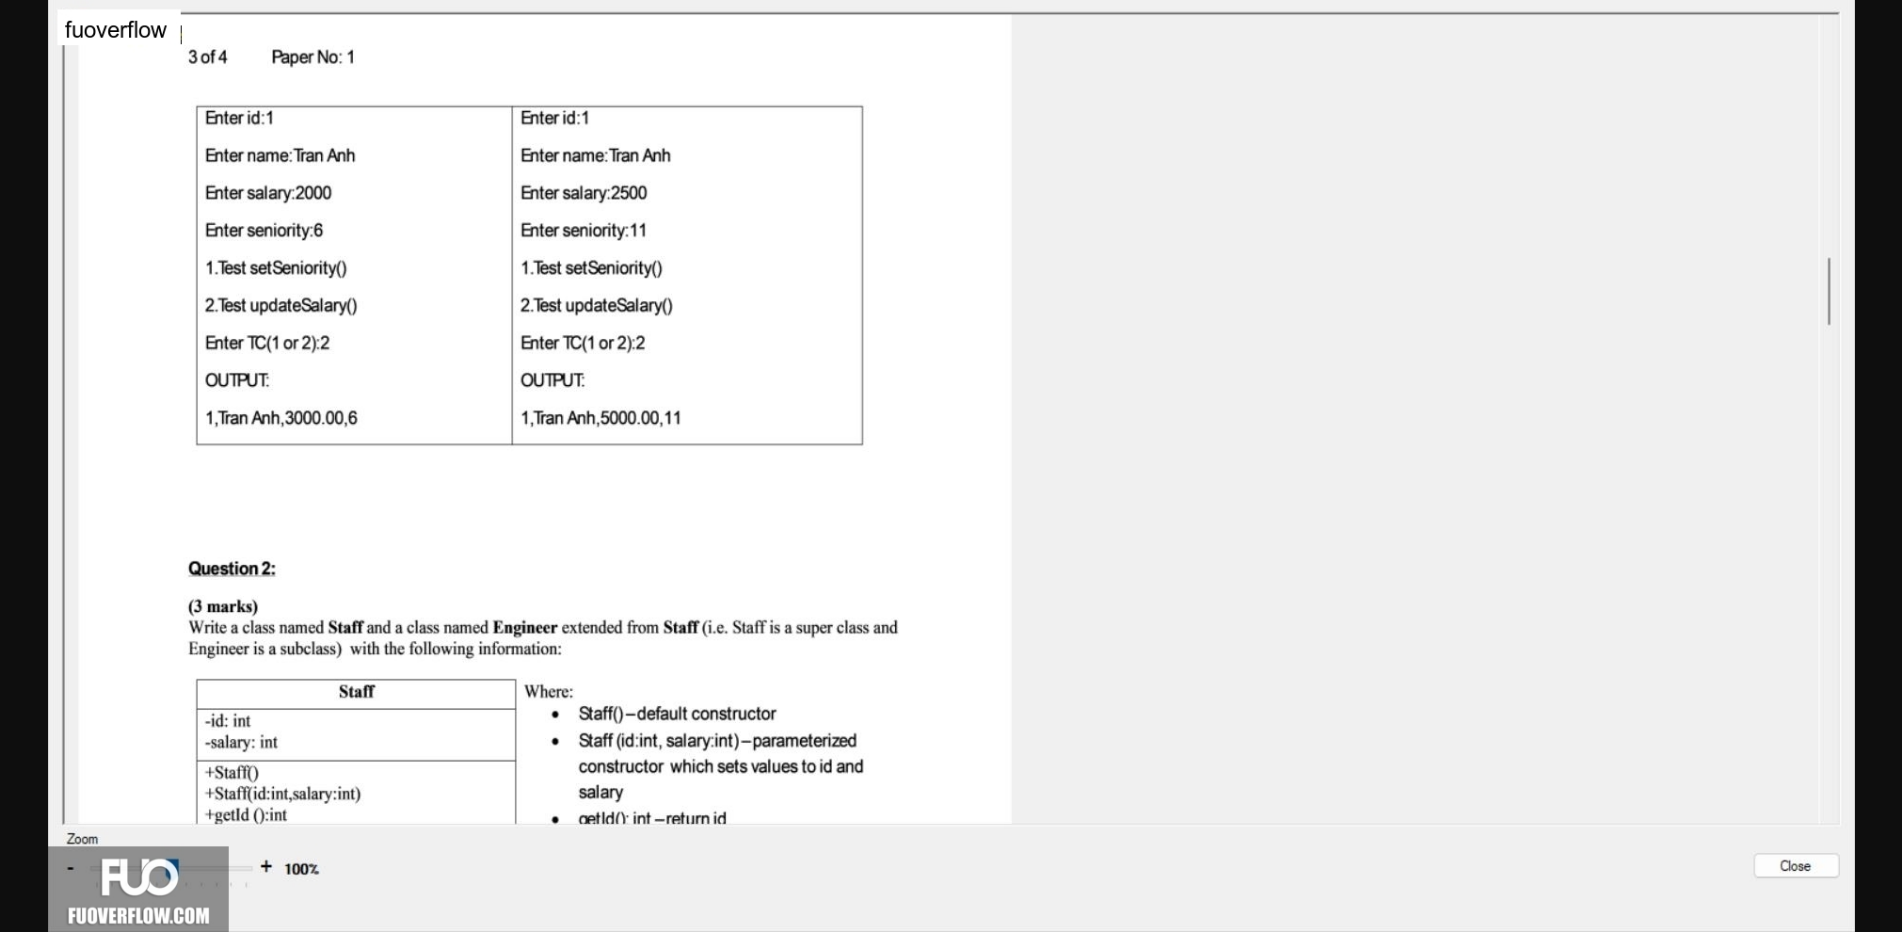 fuoverflow
3 of 4 Paper No: 1
Enter id:1 Enter id:1
Enter name:Tran Anh Enter name:Tran Anh
Enter salary:2000 Enter salary:2500
Enter seniority:6 Enter seniority:11
1.Test setSeniority() 1.Test setSeniority()
2.Test updateSalary() 2.Test updateSalary()
Enter TC(1 or 2):2 Enter TC(1 or 2):2
OUTPUT: OUTPUT:
1,Tran Anh,3000.00,6 1,Tran Anh,5000.00,11
Question 2:
(3 marks)
Write a class named Staff and a class named Engineer extended from Staff (i.e. Staff is a super class and
Engineer is a subclass) with the following information:
Staff
-id: int
-salary: int
+Staff()
+Staff(id:int,salary:int)
+getId ():int
Where:
• Staff() – default constructor
• Staff (id:int, salary:int) – parameterized
constructor which sets values to id and
salary
• getId(): int – return id
Zoom
- + 100%
Close
FUO
FUOVERFLOW.COM